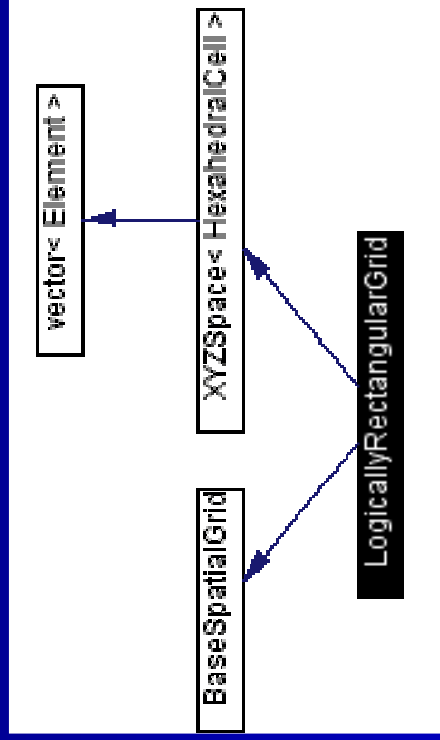 vector< Element >
XYZSpace< HexahedralCell >
BaseSpatialGrid
LogicallyRectangularGrid